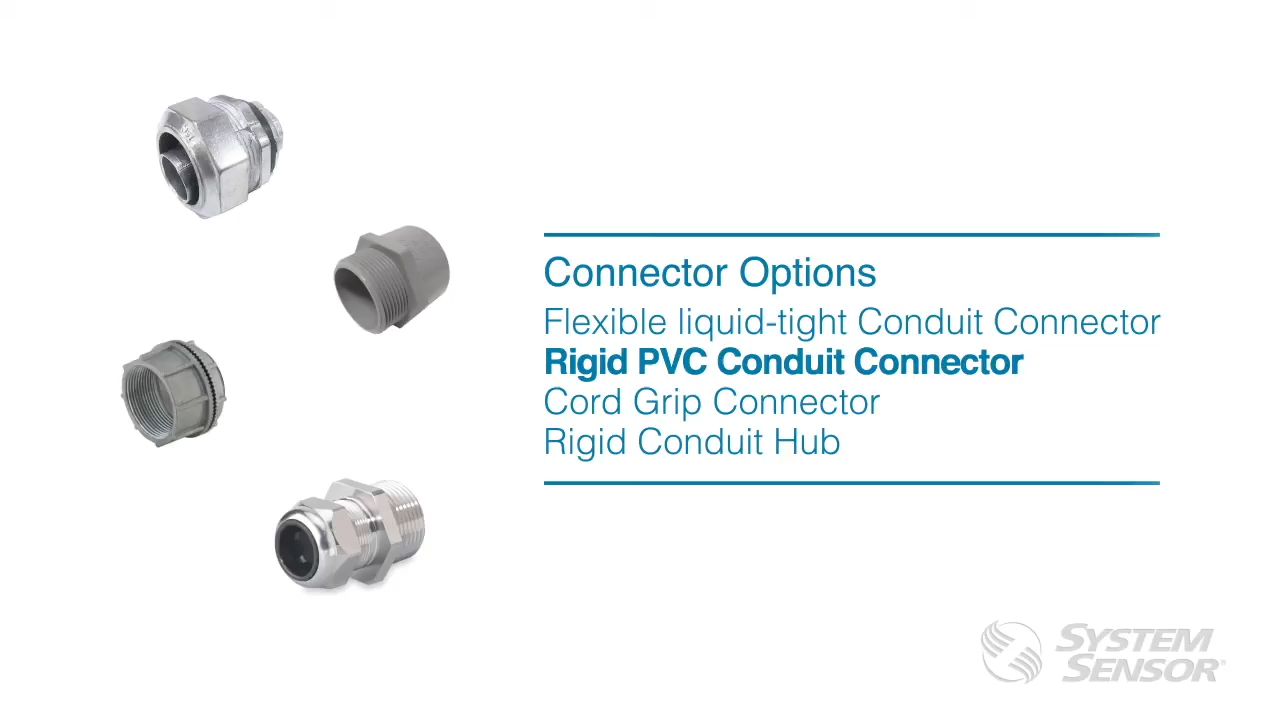 Connector Options
Flexible liquid-tight Conduit Connector
Rigid PVC Conduit Connector
Cord Grip Connector
Rigid Conduit Hub
SYSTEM
SENSOR®